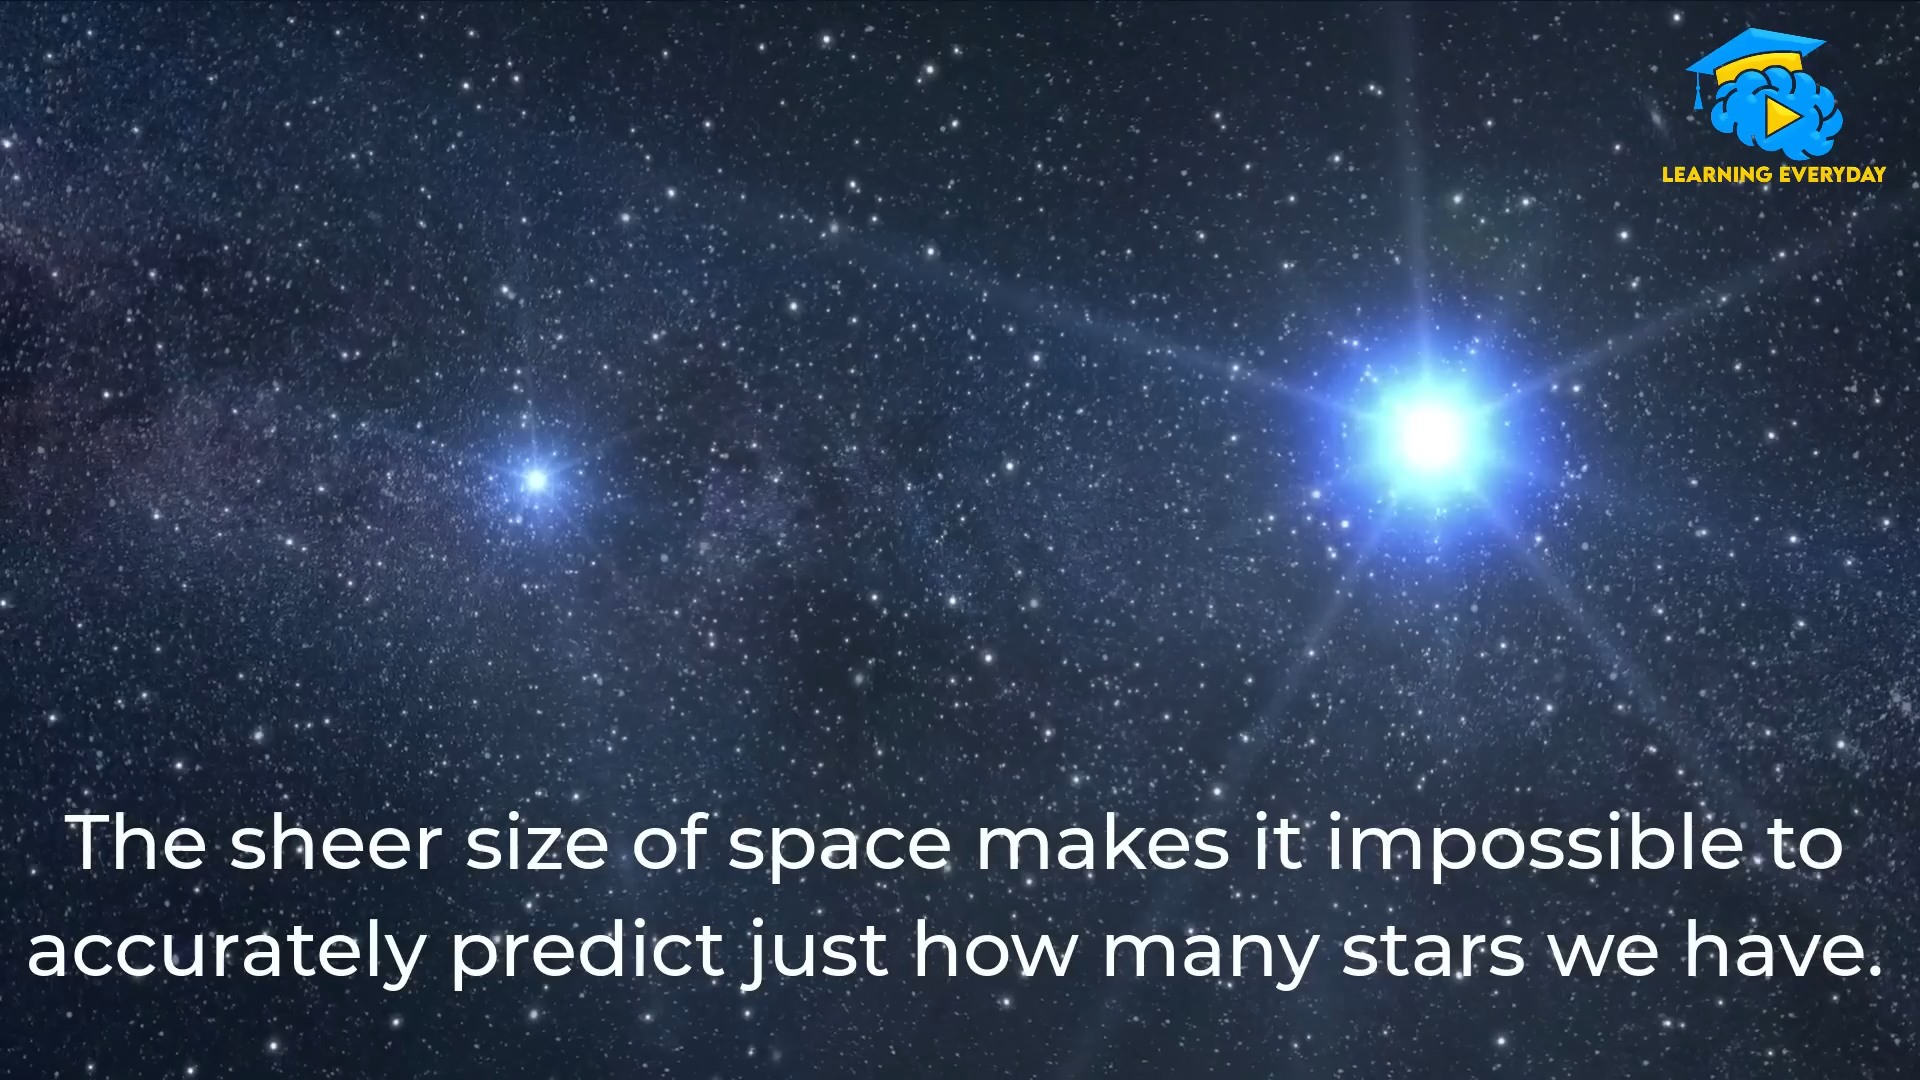 LEARNING EVERYDAY
The sheer size of space makes it impossible to
accurately predict just how many stars we have.